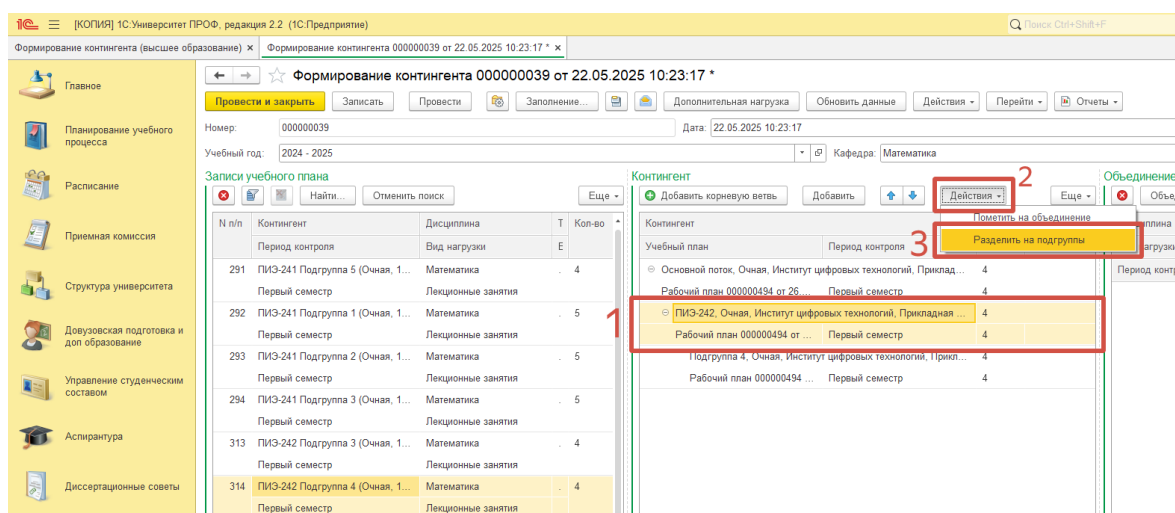 [КОПИЯ] 1С:Университет ПРОФ, редакция 2.2 (1С:Предприятие)
Поиск Ctrl+Shift+F
Формирование контингента (высшее образование) ×
Формирование контингента 000000039 от 22.05.2025 10:23:17 * ×
Главное
Планирование учебного процесса
Расписание
Приемная комиссия
Структура университета
Довузовская подготовка и доп образование
Управление студенческим составом
Аспирантура
Диссертационные советы
Формирование контингента 000000039 от 22.05.2025 10:23:17 *
Провести и закрыть Записать Провести Заполнение... Дополнительная нагрузка Обновить данные Действия Перейти Отчеты
Номер: 000000039 Дата: 22.05.2025 10:23:17
Учебный год: 2024 - 2025 Кафедра: Математика
Записи учебного плана
Найти... Отменить поиск Еще
N п/п Контингент Дисциплина Т Кол-во
Период контроля Вид нагрузки Е
291 ПИЭ-241 Подгруппа 5 (Очная, 1... Математика . 4
Первый семестр Лекционные занятия
292 ПИЭ-241 Подгруппа 1 (Очная, 1... Математика . 5
Первый семестр Лекционные занятия
293 ПИЭ-241 Подгруппа 2 (Очная, 1... Математика . 5
Первый семестр Лекционные занятия
294 ПИЭ-241 Подгруппа 3 (Очная, 1... Математика . 5
Первый семестр Лекционные занятия
313 ПИЭ-242 Подгруппа 3 (Очная, 1... Математика . 4
Первый семестр Лекционные занятия
314 ПИЭ-242 Подгруппа 4 (Очная, 1... Математика . 4
Первый семестр Лекционные занятия
Контингент
Добавить корневую ветвь Добавить Действия Еще
2
Пометить на объединение
3 Разделить на подгруппы
Контингент
Учебный план Период контроля
Основной поток, Очная, Институт цифровых технологий, Приклад... 4
Рабочий план 000000494 от 26.... Первый семестр 4
1
ПИЭ-242, Очная, Институт цифровых технологий, Прикладная ... 4
Рабочий план 000000494 от ... Первый семестр 4
Подгруппа 4, Очная, Институт цифровых технологий, Прикл... 4
Рабочий план 000000494 ... Первый семестр 4
Объединение